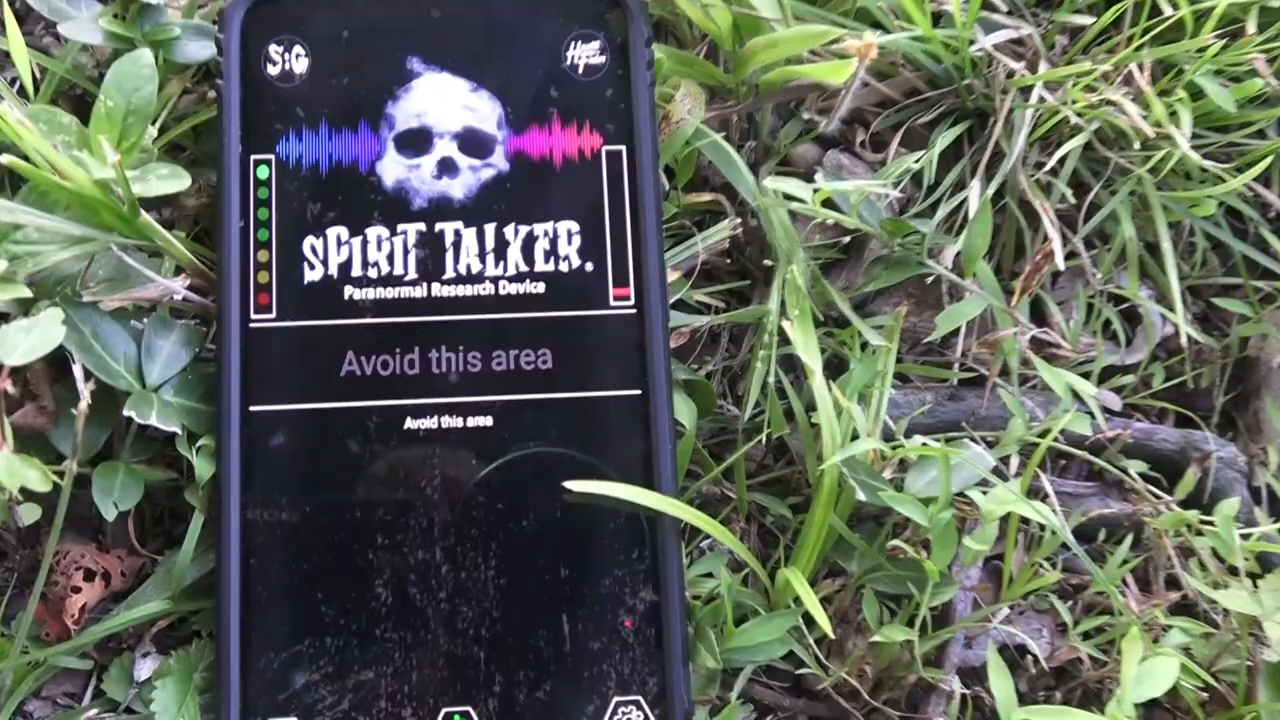 S:G
SPIRIT TALKER.
Paranormal Research Device
Avoid this area
Avoid this area